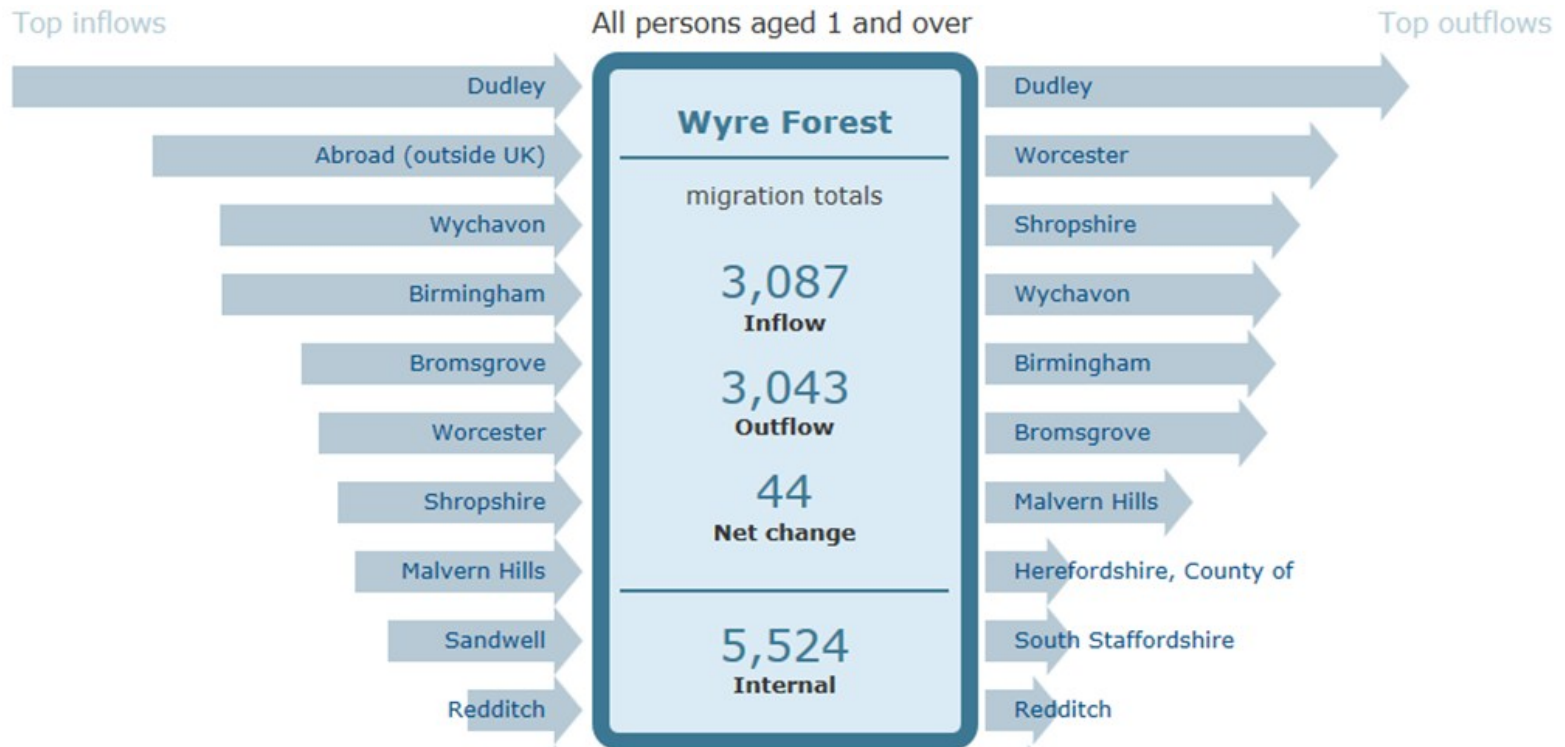 Top inflows
All persons aged 1 and over
Top outflows
Dudley
Abroad (outside UK)
Wychavon
Birmingham
Bromsgrove
Worcester
Shropshire
Malvern Hills
Sandwell
Redditch
Wyre Forest
migration totals
3,087
Inflow
3,043
Outflow
44
Net change
5,524
Internal
Dudley
Worcester
Shropshire
Wychavon
Birmingham
Bromsgrove
Malvern Hills
Herefordshire, County of
South Staffordshire
Redditch